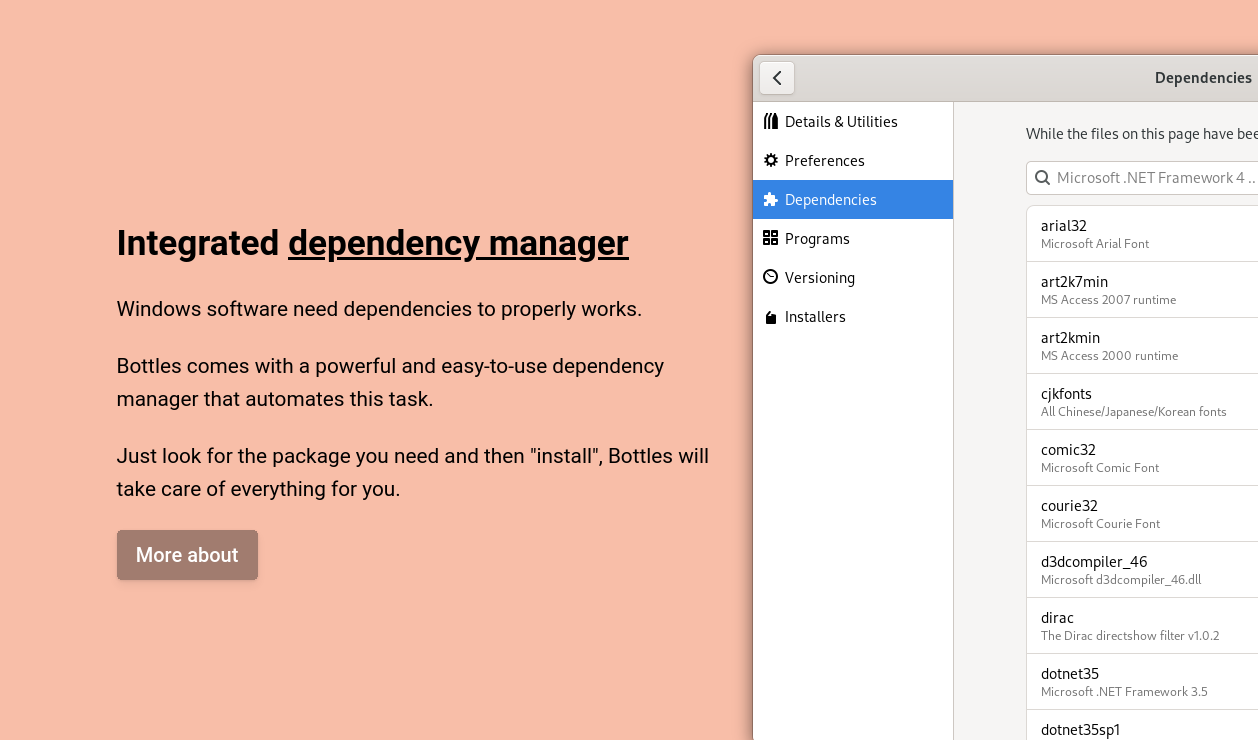 Integrated dependency manager
Windows software need dependencies to properly works.
Bottles comes with a powerful and easy-to-use dependency
manager that automates this task.
Just look for the package you need and then "install", Bottles will
take care of everything for you.
More about
Dependencies
Details & Utilities
Preferences
Dependencies
Programs
Versioning
Installers
While the files on this page have bee
Microsoft .NET Framework 4 ..
arial32
Microsoft Arial Font
art2k7min
MS Access 2007 runtime
art2kmin
MS Access 2000 runtime
cjkfonts
All Chinese/Japanese/Korean fonts
comic32
Microsoft Comic Font
courie32
Microsoft Courie Font
d3dcompiler_46
Microsoft d3dcompiler_46.dll
dirac
The Dirac directshow filter v1.0.2
dotnet35
Microsoft .NET Framework 3.5
dotnet35sp1